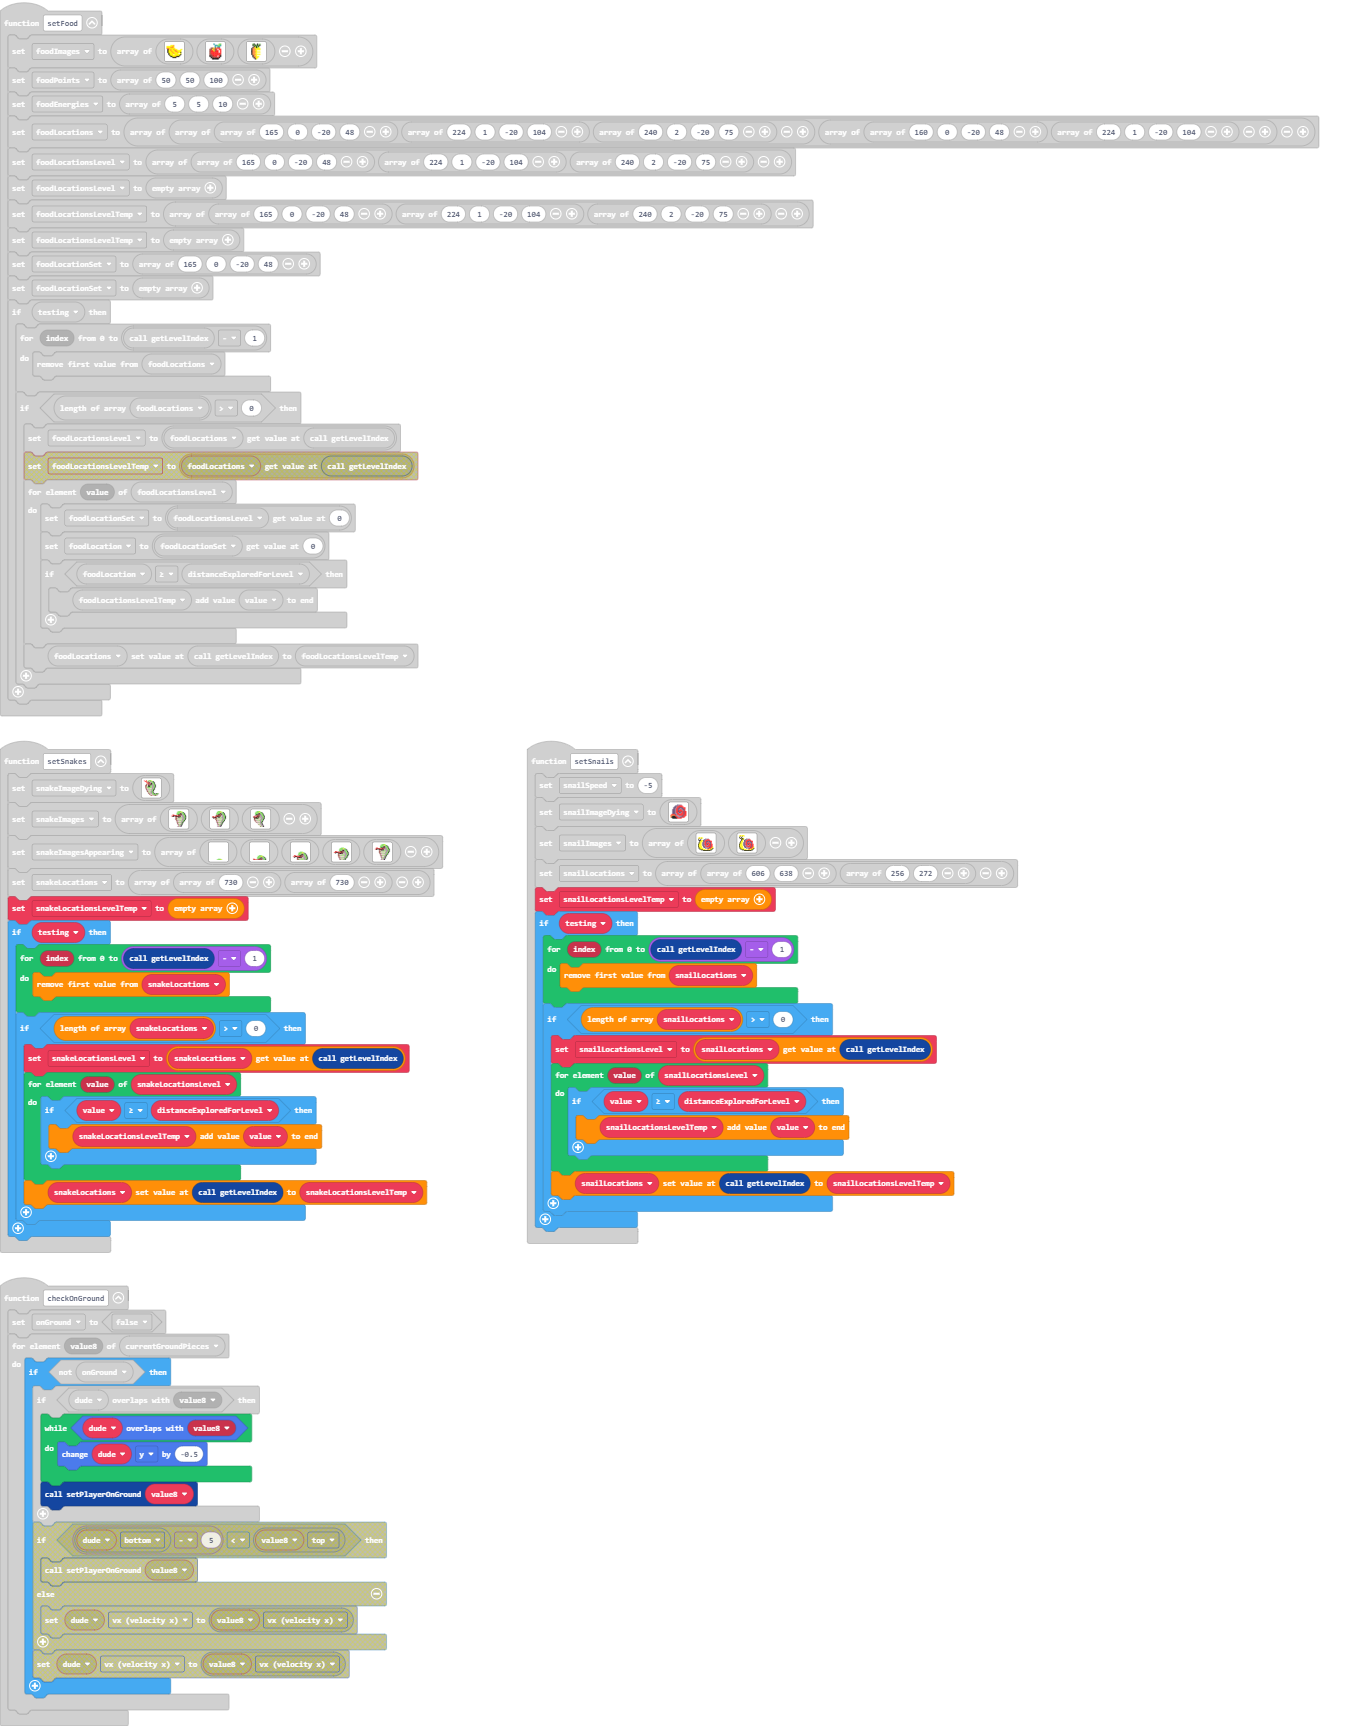 function setFood
set foodImages to array of
set foodPoints to array of 50 50 100
set foodEnergies to array of 5 5 10
set foodLocations to array of array of array of 165 0 -20 48 array of 224 1 -20 104 array of 240 2 -20 75 array of array of 160 0 -20 48 array of 224 1 -20 104
set foodLocationsLevel to array of array of 165 0 -20 48 array of 224 1 -20 104 array of 240 2 -20 75
set foodLocationsLevel to empty array
set foodLocationsLevelTemp to array of array of 165 0 -20 48 array of 224 1 -20 104 array of 240 2 -20 75
set foodLocationsLevelTemp to empty array
set foodLocationSet to array of 165 0 -20 48
set foodLocationSet to empty array
if testing then
for index from 0 to call getLevelIndex - 1
do
remove first value from foodLocations
if length of array foodLocations > 0 then
set foodLocationsLevel to foodLocations get value at call getLevelIndex
set foodLocationsLevelTemp to foodLocations get value at call getLevelIndex
for element value of foodLocationsLevel
do
set foodLocationSet to foodLocationsLevel get value at 0
set foodLocation to foodLocationSet get value at 0
if foodLocation ≥ distanceExploredForLevel then
foodLocationsLevelTemp add value value to end
foodLocations set value at call getLevelIndex to foodLocationsLevelTemp
function setSnakes
set snakeImageDying to
set snakeImages to array of
set snakeImagesAppearing to array of
set snakeLocations to array of array of 730 array of 730
set snakeLocationsLevelTemp to empty array
if testing then
for index from 0 to call getLevelIndex - 1
do
remove first value from snakeLocations
if length of array snakeLocations > 0 then
set snakeLocationsLevel to snakeLocations get value at call getLevelIndex
for element value of snakeLocationsLevel
do
if value ≥ distanceExploredForLevel then
snakeLocationsLevelTemp add value value to end
snakeLocations set value at call getLevelIndex to snakeLocationsLevelTemp
function setSnails
set snailSpeed to -5
set snailImageDying to
set snailImages to array of
set snailLocations to array of array of 606 638 array of 256 272
set snailLocationsLevelTemp to empty array
if testing then
for index from 0 to call getLevelIndex - 1
do
remove first value from snailLocations
if length of array snailLocations > 0 then
set snailLocationsLevel to snailLocations get value at call getLevelIndex
for element value of snailLocationsLevel
do
if value ≥ distanceExploredForLevel then
snailLocationsLevelTemp add value value to end
snailLocations set value at call getLevelIndex to snailLocationsLevelTemp
function checkOnGround
set onGround to false
for element value8 of currentGroundPieces
do
if not onGround then
if dude overlaps with value8 then
while dude overlaps with value8
do
change dude y by -0.5
call setPlayerOnGround value8
if dude bottom - 5 < value8 top then
call setPlayerOnGround value8
else
set dude vx (velocity x) to value8 vx (velocity x)
set dude vx (velocity x) to value8 vx (velocity x)